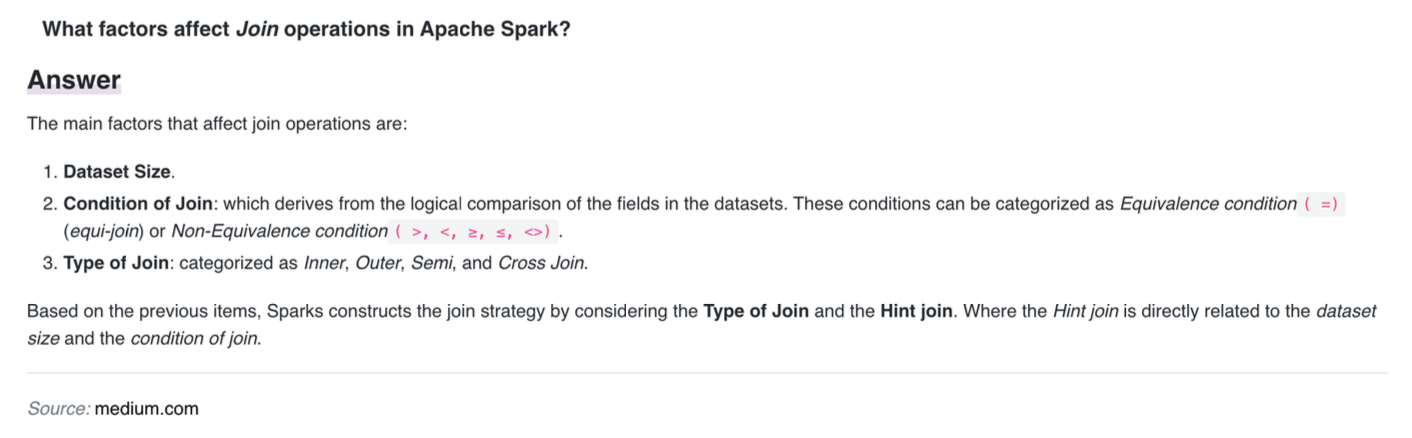 What factors affect Join operations in Apache Spark?
Answer
The main factors that affect join operations are:
1. Dataset Size.
2. Condition of Join: which derives from the logical comparison of the fields in the datasets. These conditions can be categorized as Equivalence condition ( =)
(equi-join) or Non-Equivalence condition ( >, <, ≥, ≤, <>) .
3. Type of Join: categorized as Inner, Outer, Semi, and Cross Join.
Based on the previous items, Sparks constructs the join strategy by considering the Type of Join and the Hint join. Where the Hint join is directly related to the dataset
size and the condition of join.
Source: medium.com